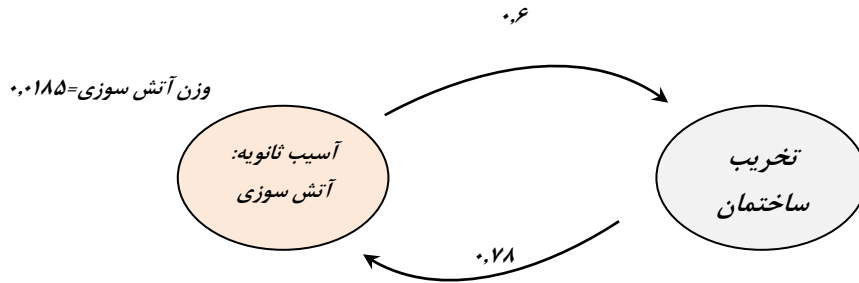 ۰,۶
وزن آتش سوزی=۰,۰۱۸۵
آسیب ثانویه:
آتش سوزی
تخریب
ساختمان
۰,۷۸